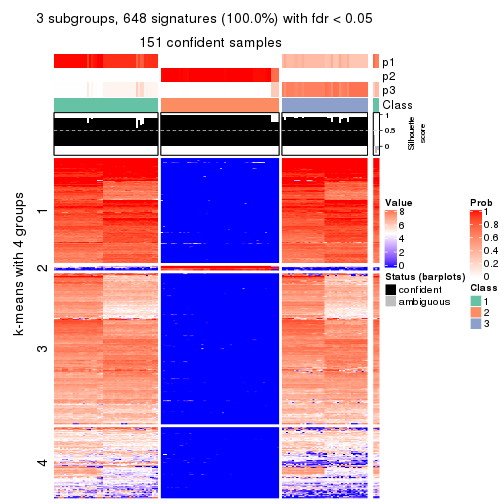 3 subgroups, 648 signatures (100.0%) with fdr < 0.05
151 confident samples
p1
p2
p3
Class
1
0.5
0
Silhouette
score
k-means with 4 groups
1
2
3
4
Value
8
6
4
2
0
Status (barplots)
confident
ambiguous
Prob
1
0.8
0.6
0.4
0.2
0
Class
1
2
3